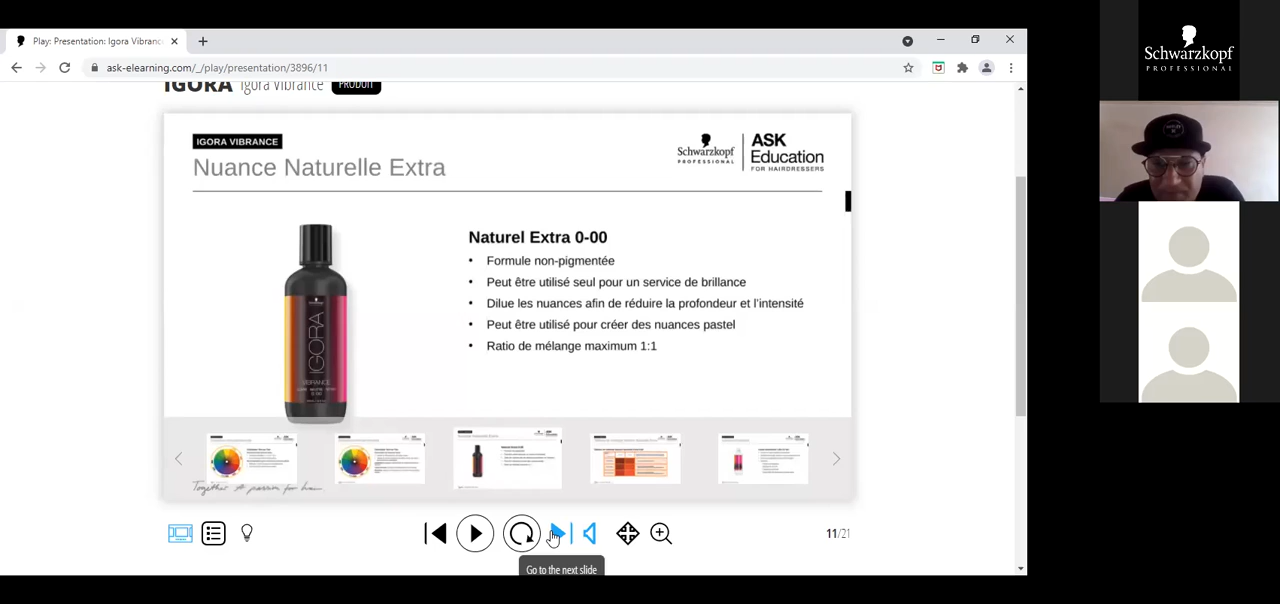 Play: Presentation: Igora Vibranc
ask-elearning.com/_/play/presentation/3896/11
IGORA Igora Vibrance PRODUIT
IGORA VIBRANCE
Nuance Naturelle Extra
Schwarzkopf
PROFESSIONAL
ASK
Education
FOR HAIRDRESSERS
Naturel Extra 0-00
• Formule non-pigmentée
• Peut être utilisé seul pour un service de brillance
• Dilue les nuances afin de réduire la profondeur et l'intensité
• Peut être utilisé pour créer des nuances pastel
• Ratio de mélange maximum 1:1
IGORA
VIBRANCE
Together. A passion for hair.
11/21
Go to the next slide
Schwarzkopf
PROFESSIONAL